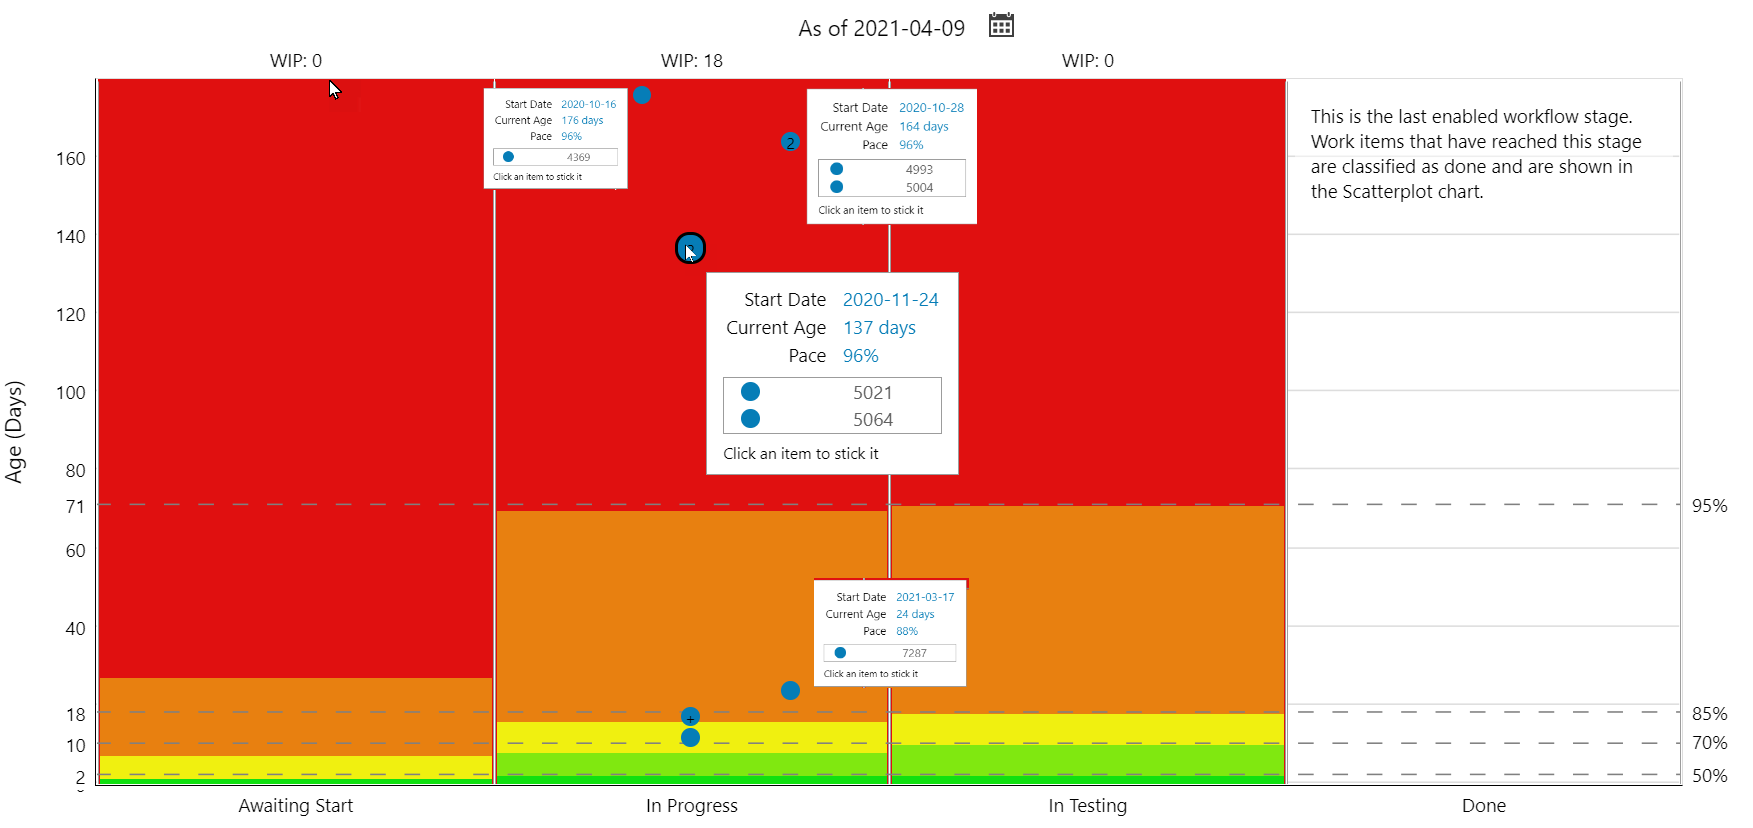 As of 2021-04-09
WIP: 0
WIP: 18
WIP: 0
Start Date 2020-10-16
Current Age 176 days
Pace 96%
4369
Click an item to stick it
2
Start Date 2020-10-28
Current Age 164 days
Pace 96%
4993
5004
Click an item to stick it
This is the last enabled workflow stage.
Work items that have reached this stage
are classified as done and are shown in
the Scatterplot chart.
Start Date 2020-11-24
Current Age 137 days
Pace 96%
5021
5064
Click an item to stick it
Start Date 2021-03-17
Current Age 24 days
Pace 88%
7287
Click an item to stick it
+
Age (Days)
160
140
120
100
80
71
60
40
18
10
2
95%
85%
70%
50%
Awaiting Start
In Progress
In Testing
Done